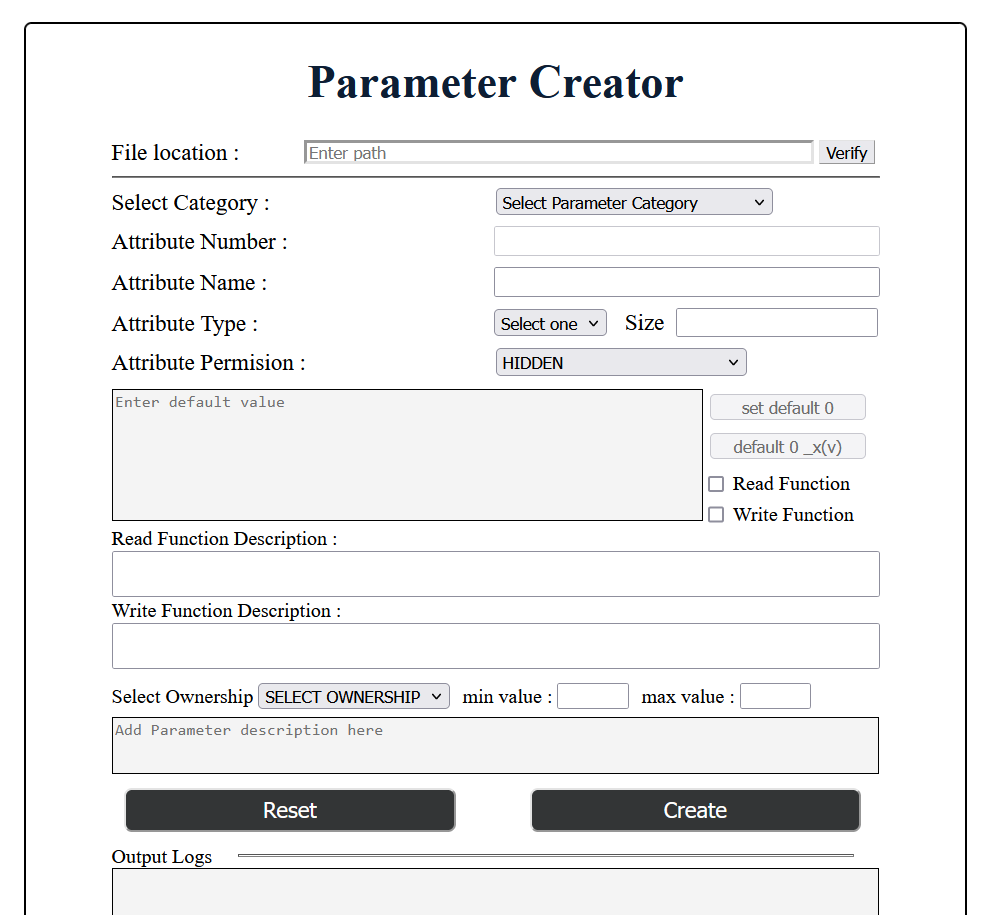 Parameter Creator
File location : Enter path Verify
Select Category : Select Parameter Category
Attribute Number :
Attribute Name :
Attribute Type : Select one Size
Attribute Permision : HIDDEN
Enter default value
set default 0
default 0 _x(v)
Read Function
Write Function
Read Function Description :
Write Function Description :
Select Ownership SELECT OWNERSHIP min value : max value :
Add Parameter description here
Reset Create
Output Logs